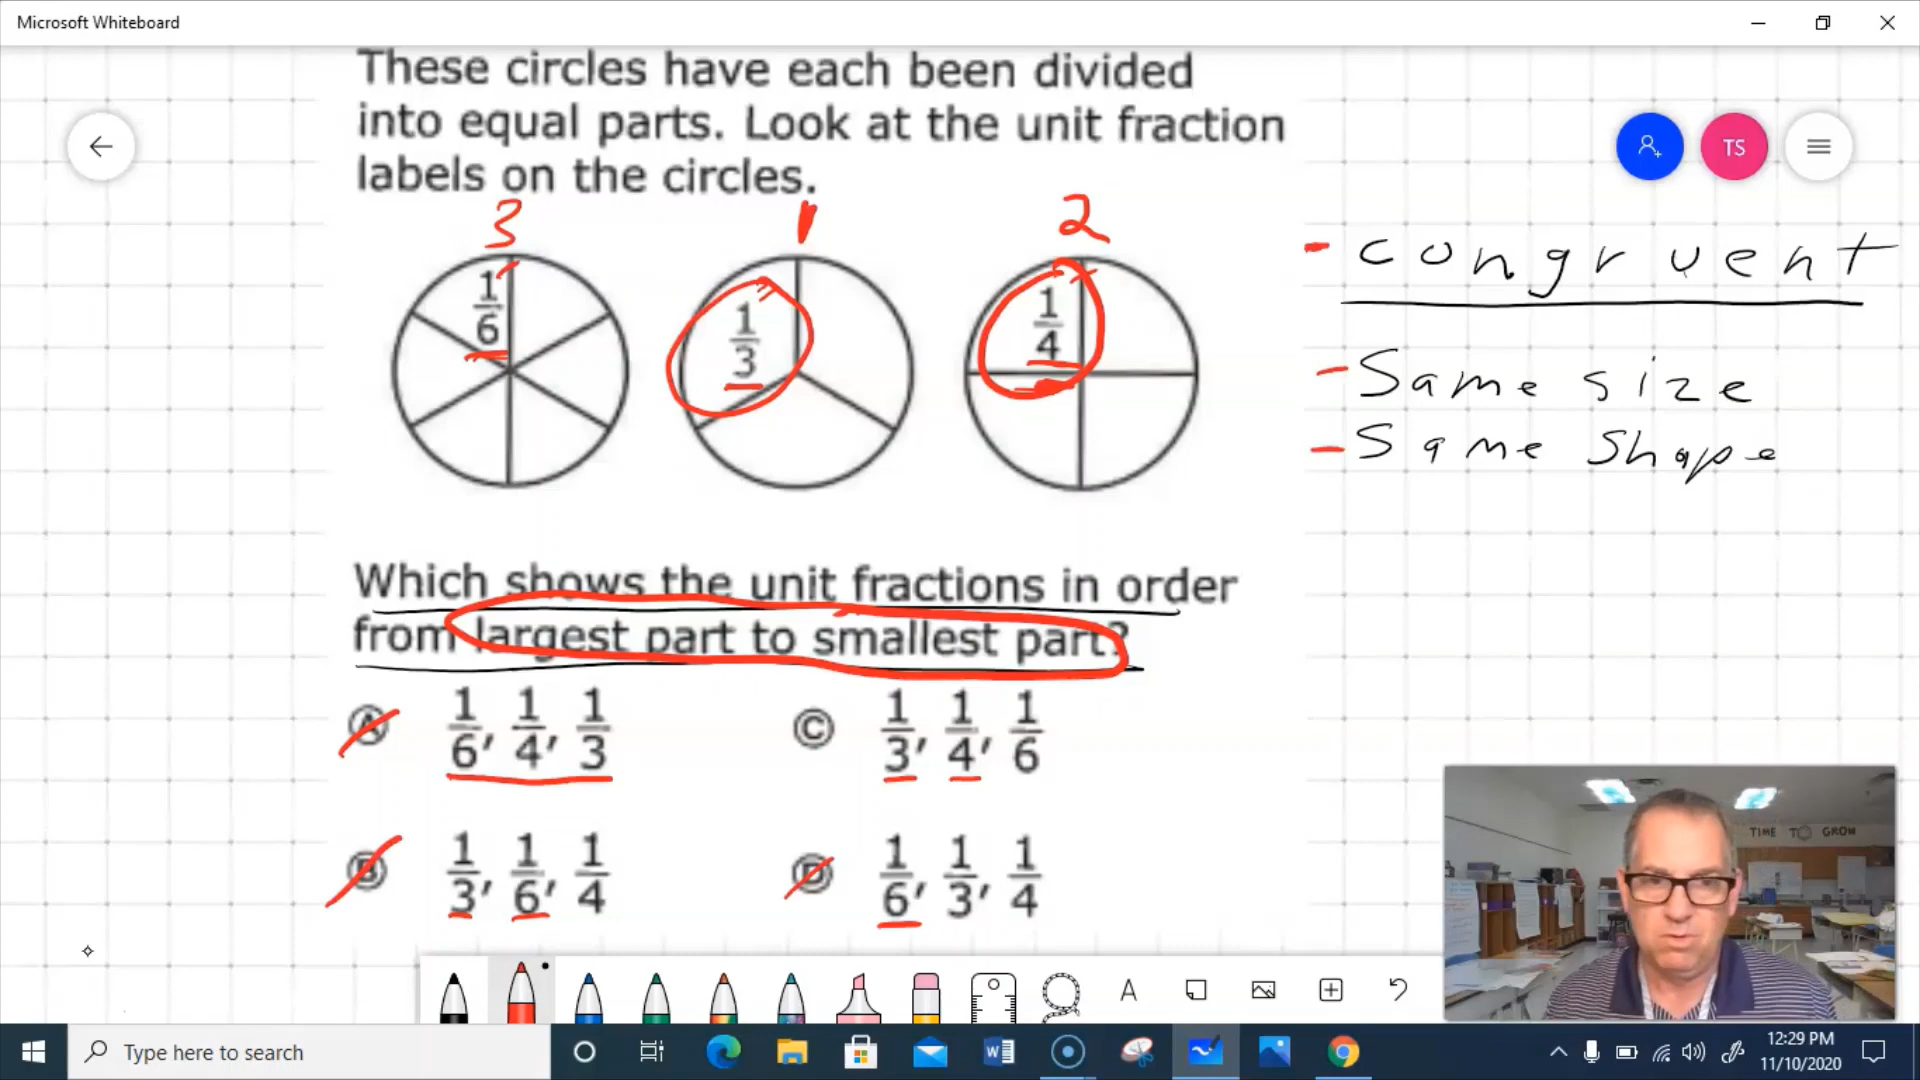 Microsoft Whiteboard
These circles have each been divided
into equal parts. Look at the unit fraction
labels on the circles.
TS
3 1 2
1/6 1/3 1/4
- congruent
- Same size
- Same shape
Which shows the unit fractions in order
from largest part to smallest part?
A 1/6, 1/4, 1/3
C 1/3, 1/4, 1/6
B 1/3, 1/6, 1/4
D 1/6, 1/3, 1/4
TIME TO GROW
A
Type here to search
12:29 PM
11/10/2020